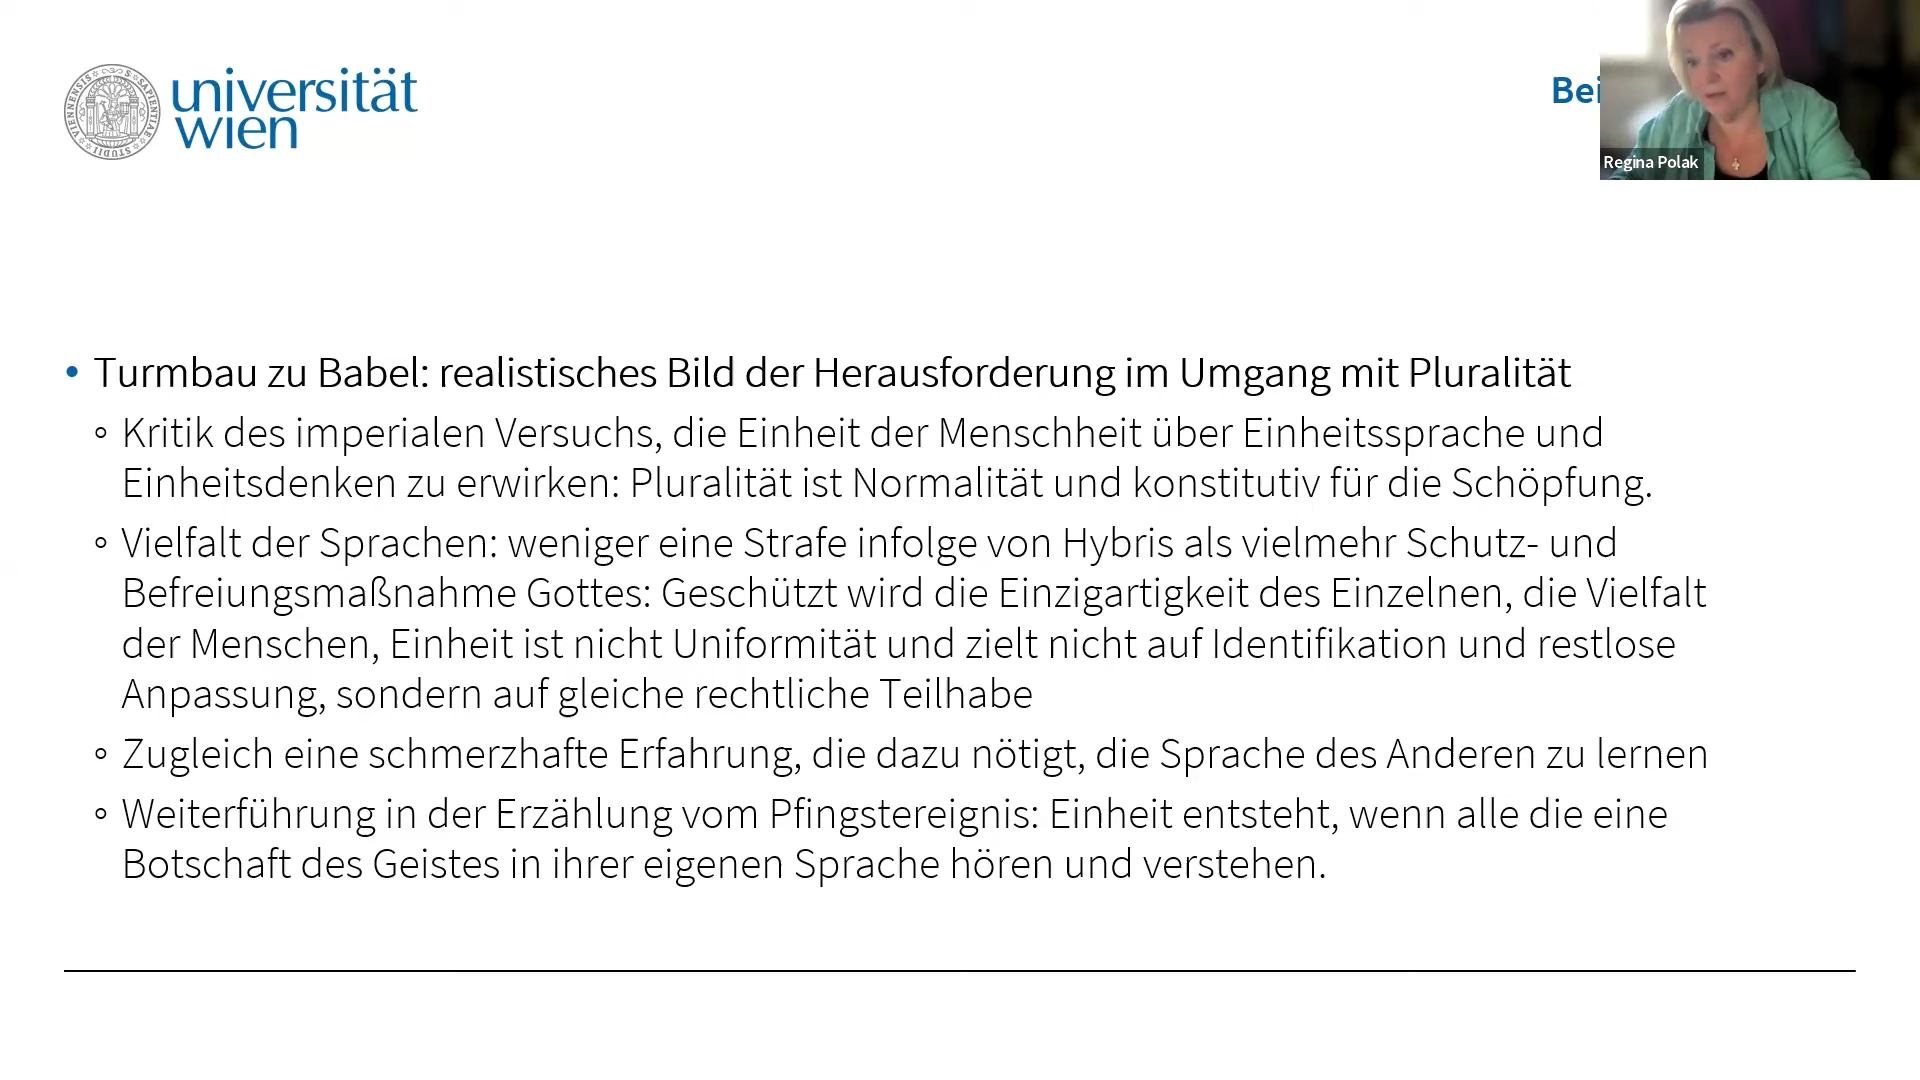 universität
wien
Bei
Regina Polak
• Turmbau zu Babel: realistisches Bild der Herausforderung im Umgang mit Pluralität
◦ Kritik des imperialen Versuchs, die Einheit der Menschheit über Einheitssprache und
Einheitsdenken zu erwirken: Pluralität ist Normalität und konstitutiv für die Schöpfung.
◦ Vielfalt der Sprachen: weniger eine Strafe infolge von Hybris als vielmehr Schutz- und
Befreiungsmaßnahme Gottes: Geschützt wird die Einzigartigkeit des Einzelnen, die Vielfalt
der Menschen, Einheit ist nicht Uniformität und zielt nicht auf Identifikation und restlose
Anpassung, sondern auf gleiche rechtliche Teilhabe
◦ Zugleich eine schmerzhafte Erfahrung, die dazu nötigt, die Sprache des Anderen zu lernen
◦ Weiterführung in der Erzählung vom Pfingstereignis: Einheit entsteht, wenn alle die eine
Botschaft des Geistes in ihrer eigenen Sprache hören und verstehen.